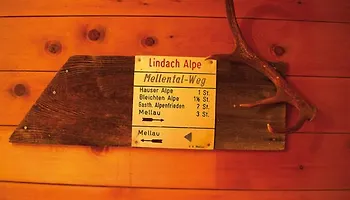 Lindach Alpe
Mellental-Weg
Hauser Alpe 1 St.
Bleichten Alpe 1½ St.
Gasth. Alpenfrieden 2 St.
Mellau 3 St.
Mellau